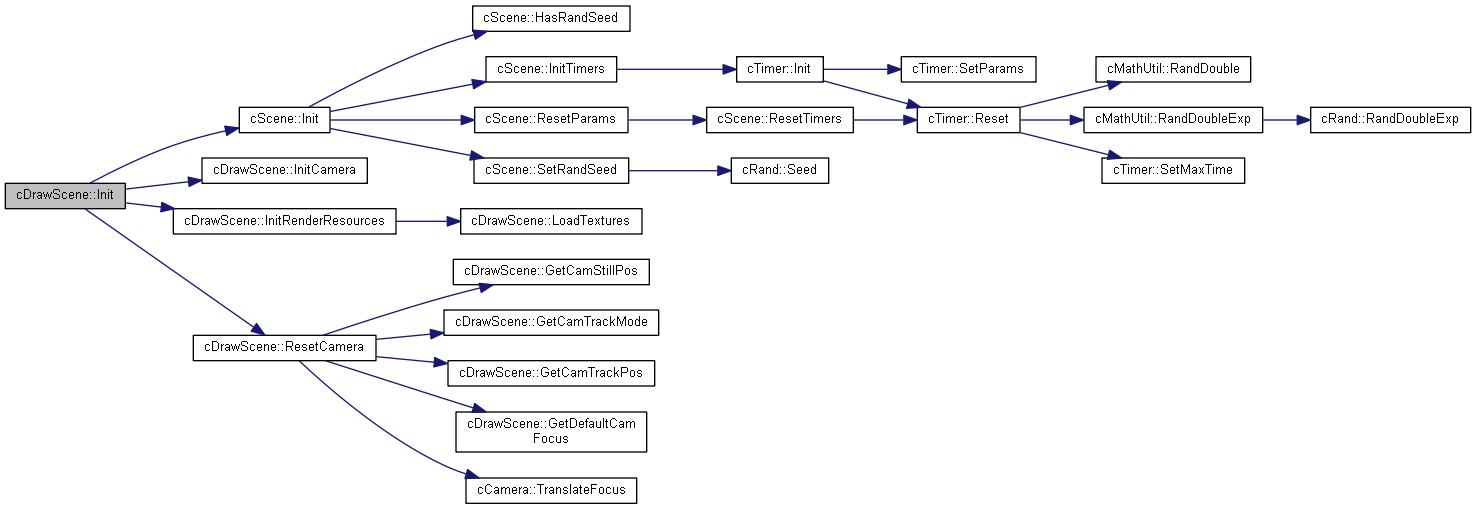 cScene::HasRandSeed
cScene::InitTimers
cTimer::Init
cTimer::SetParams
cMathUtil::RandDouble
cScene::Init
cScene::ResetParams
cScene::ResetTimers
cTimer::Reset
cMathUtil::RandDoubleExp
cRand::RandDoubleExp
cDrawScene::InitCamera
cScene::SetRandSeed
cRand::Seed
cTimer::SetMaxTime
cDrawScene::Init
cDrawScene::InitRenderResources
cDrawScene::LoadTextures
cDrawScene::GetCamStillPos
cDrawScene::GetCamTrackMode
cDrawScene::ResetCamera
cDrawScene::GetCamTrackPos
cDrawScene::GetDefaultCam
Focus
cCamera::TranslateFocus